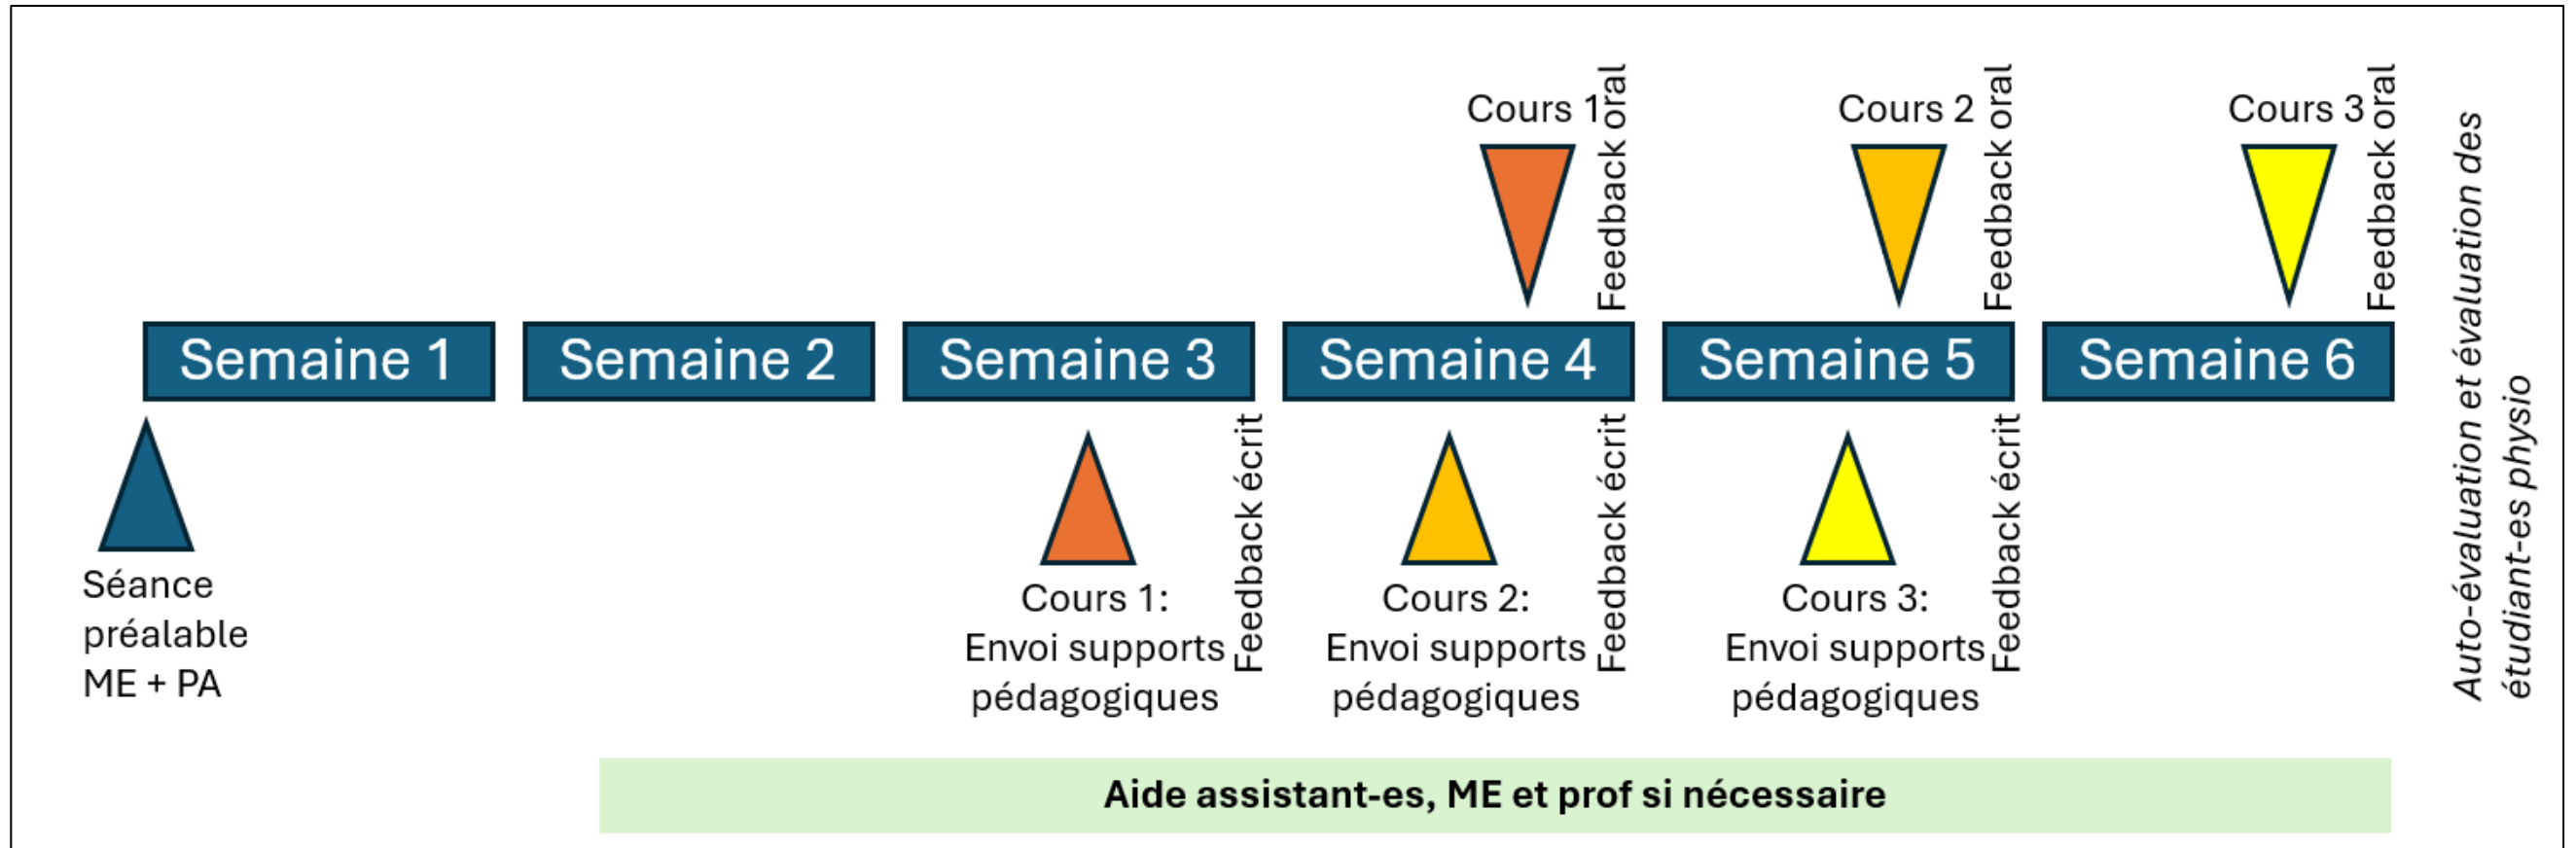 Cours 1
Feedback oral
Cours 2
Feedback oral
Cours 3
Feedback oral
Semaine 1
Semaine 2
Semaine 3
Semaine 4
Semaine 5
Semaine 6
Séance
préalable
ME + PA
Cours 1:
Envoi supports
pédagogiques
Feedback écrit
Cours 2:
Envoi supports
pédagogiques
Feedback écrit
Cours 3:
Envoi supports
pédagogiques
Feedback écrit
Auto-évaluation et évaluation des
étudiant-es physio
Aide assistant-es, ME et prof si nécessaire